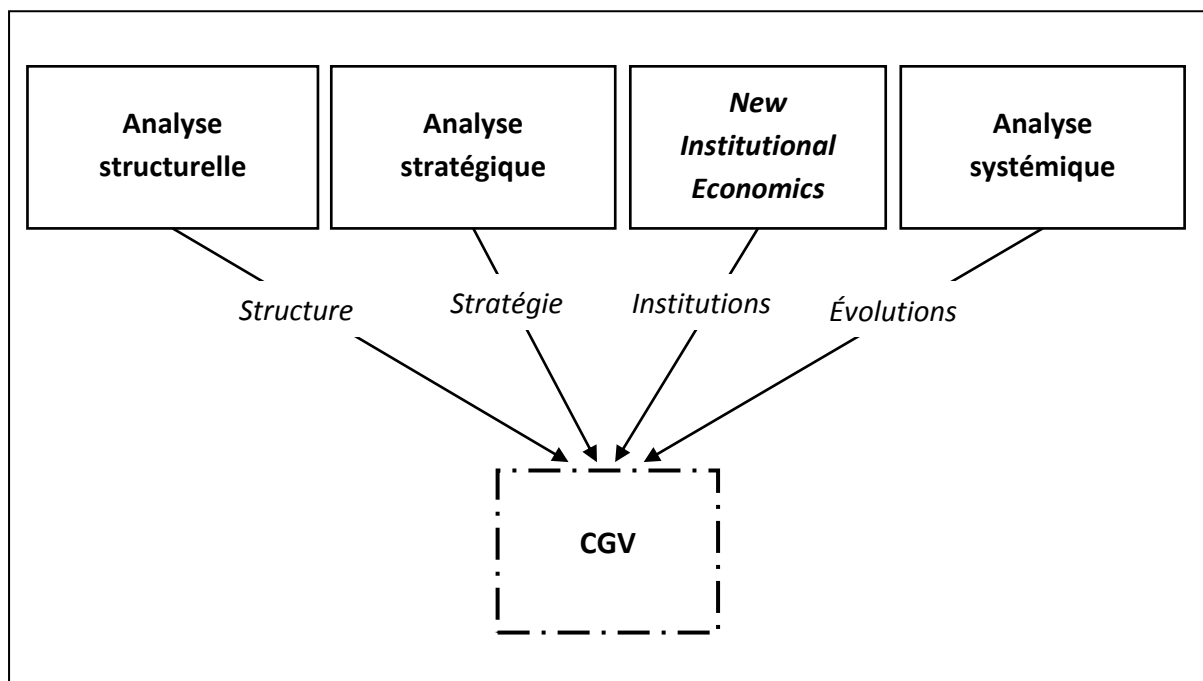 Analyse
structurelle
Analyse
stratégique
New
Institutional
Economics
Analyse
systémique
Structure
Stratégie
Institutions
Évolutions
CGV